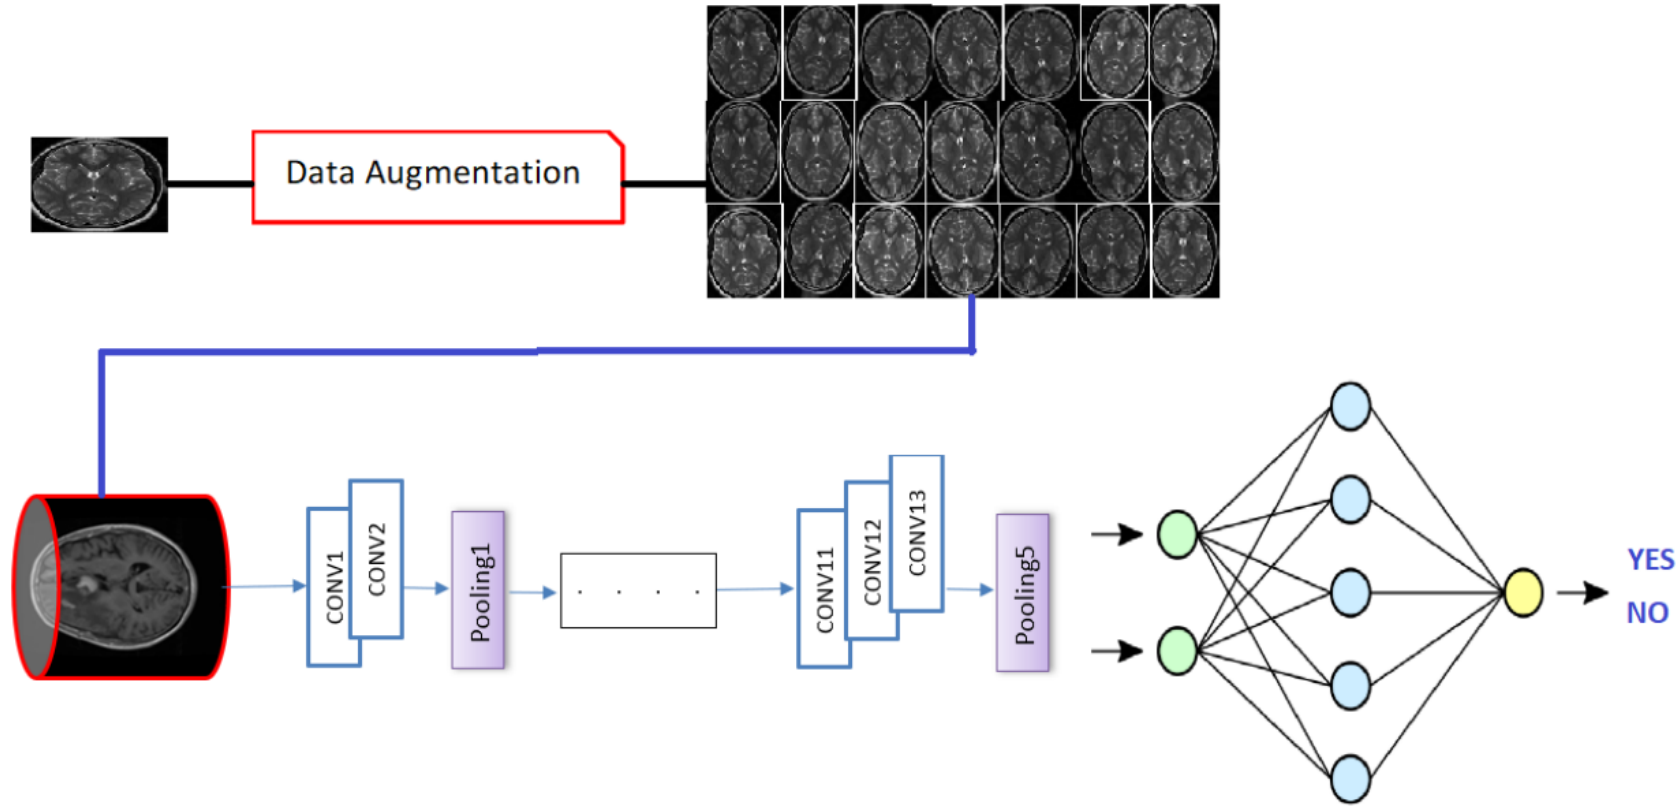 Data Augmentation
CONV1
CONV2
Pooling1
. . . .
CONV11
CONV12
CONV13
Pooling5
YES
NO